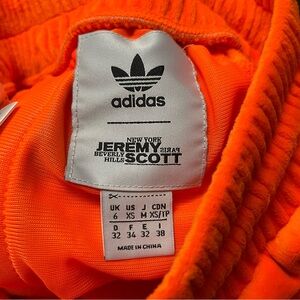 adidas
NEW YORK
JEREMY PARIS
BEVERLY HILLS SCOTT
UK US J CDN
6 XS M XS/TP
D F E I
32 34 32 38
MADE IN CHINA